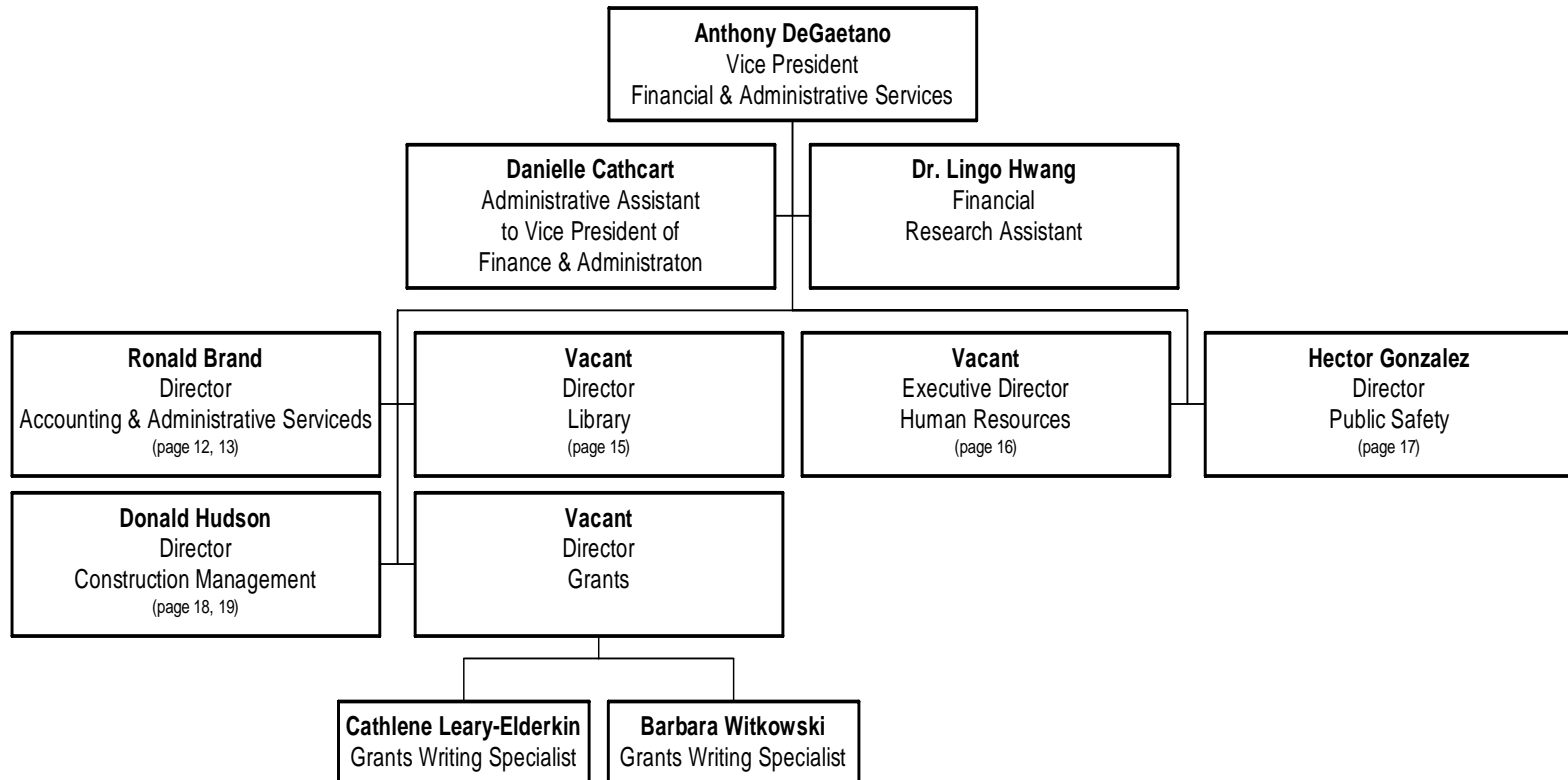 Anthony DeGaetano
Vice President
Financial & Administrative Services
Danielle Cathcart
Administrative Assistant
to Vice President of
Finance & Administraton
Dr. Lingo Hwang
Financial
Research Assistant
Ronald Brand
Director
Accounting & Administrative Serviceds
(page 12, 13)
Vacant
Director
Library
(page 15)
Vacant
Executive Director
Human Resources
(page 16)
Hector Gonzalez
Director
Public Safety
(page 17)
Donald Hudson
Director
Construction Management
(page 18, 19)
Vacant
Director
Grants
Cathlene Leary-Elderkin
Grants Writing Specialist
Barbara Witkowski
Grants Writing Specialist